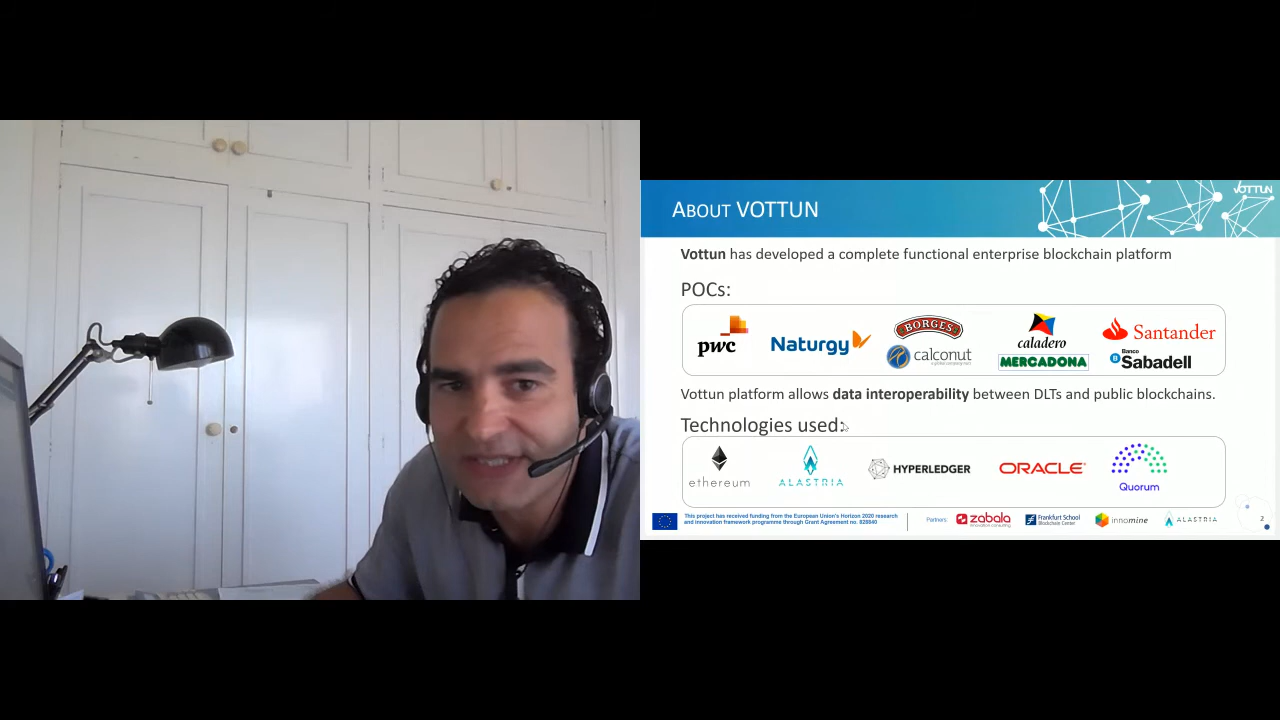 VOTTUN
About VOTTUN
Vottun has developed a complete functional enterprise blockchain platform
POCs:
pwc
Naturgy
BORGES
calconut
caladero
MERCADONA
Santander
Banco
B Sabadell
Vottun platform allows data interoperability between DLTs and public blockchains.
Technologies used:
ethereum
ALASTRIA
HYPERLEDGER
ORACLE
Quorum
This project has received funding from the European Union's Horizon 2020 research
and innovation framework programme through Grant Agreement no. 828840
Partners:
zabala
innovation consulting
Frankfurt School
Blockchain Center
innomine
ALASTRIA
2